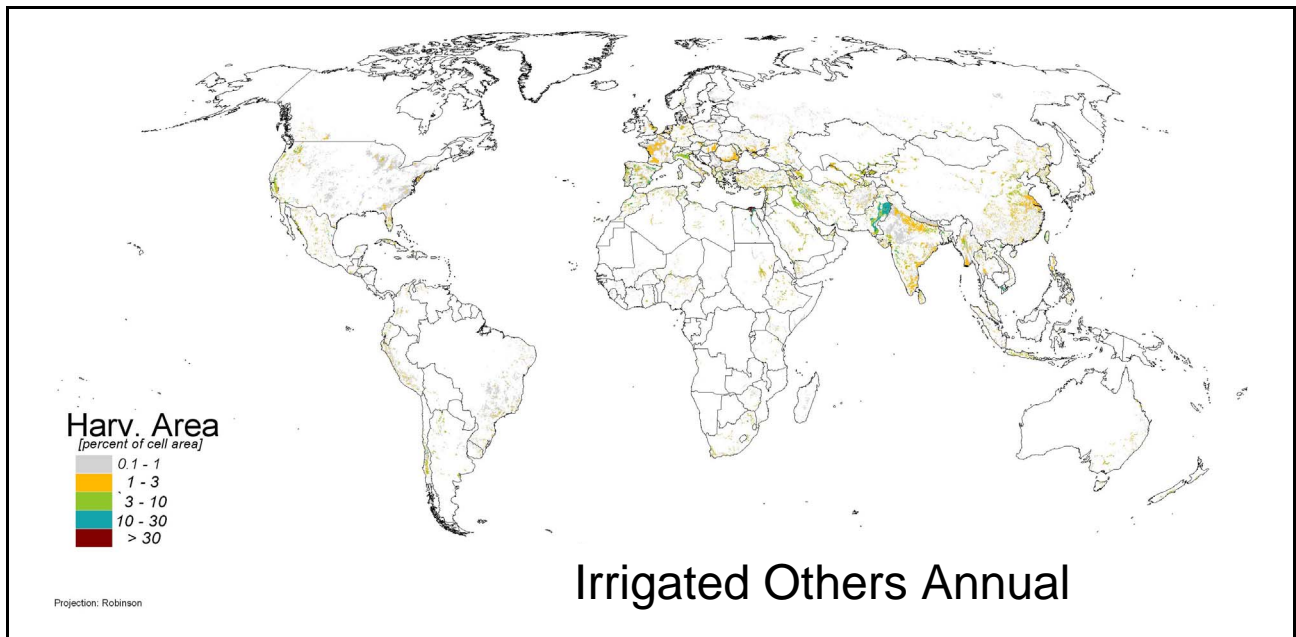 Harv. Area
[percent of cell area]
0.1 - 1
1 - 3
3 - 10
10 - 30
> 30
Irrigated Others Annual
Projection: Robinson